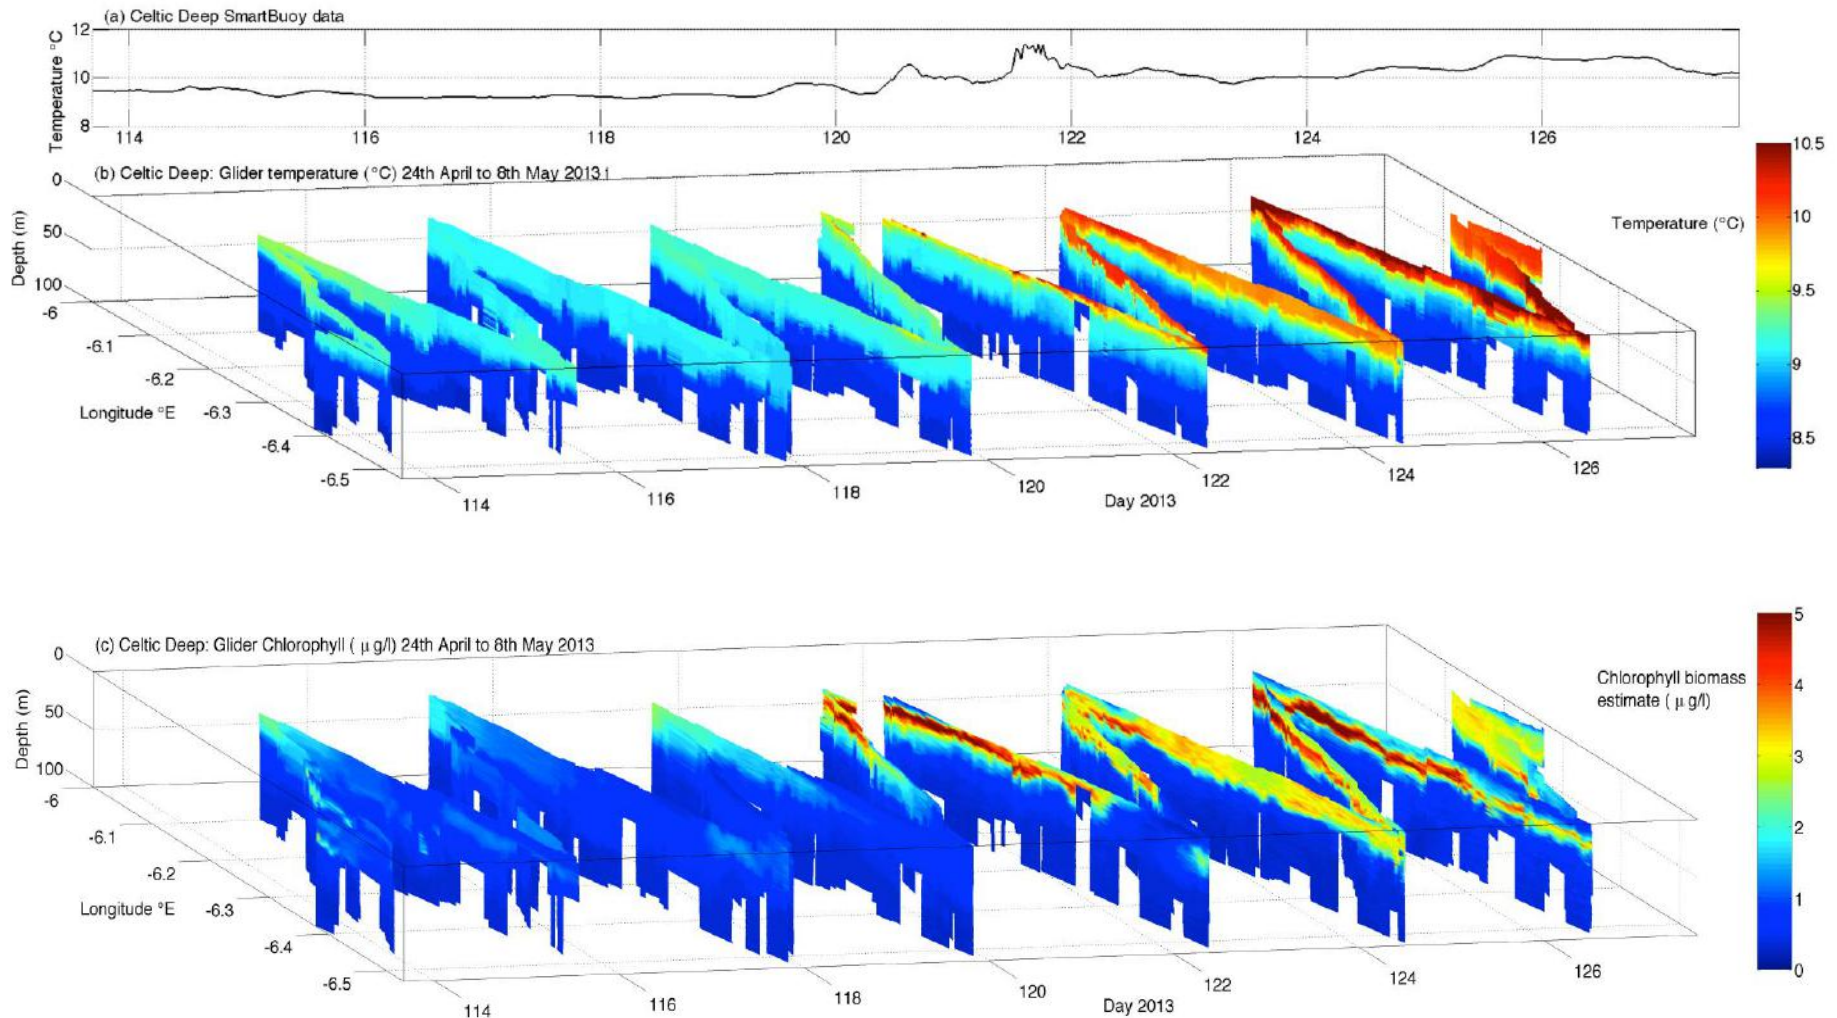 (a) Celtic Deep SmartBuoy data
Temperature °C
12
10
8
114 116 118 120 122 124 126
(b) Celtic Deep: Glider temperature (°C) 24th April to 8th May 2013
Depth (m)
0
50
100
-6
-6.1
-6.2
-6.3
-6.4
-6.5
Longitude °E
114 116 118 120 122 124 126
Day 2013
Temperature (°C)
10.5
10
9.5
9
8.5
(c) Celtic Deep: Glider Chlorophyll ( μ g/l) 24th April to 8th May 2013
Depth (m)
0
50
100
-6
-6.1
-6.2
-6.3
-6.4
-6.5
Longitude °E
114 116 118 120 122 124 126
Day 2013
Chlorophyll biomass
estimate ( μ g/l)
5
4
3
2
1
0